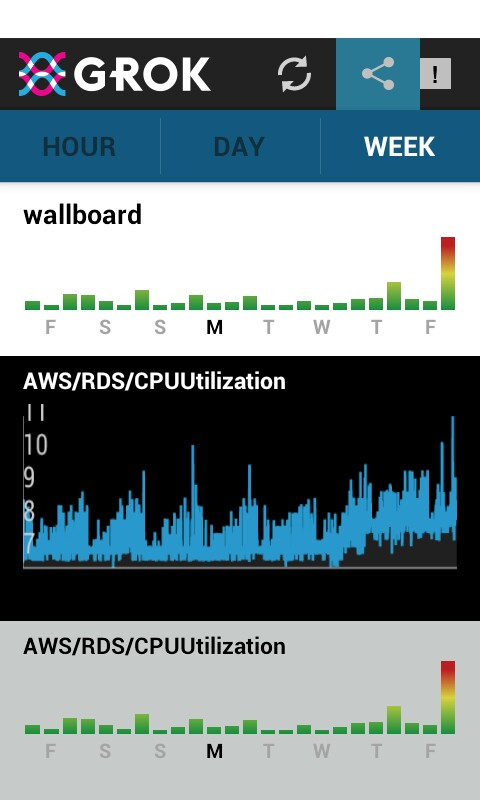 GROK
!
HOUR DAY WEEK
wallboard
F S S M T W T F
AWS/RDS/CPUUtilization
11
10
9
8
7
AWS/RDS/CPUUtilization
F S S M T W T F